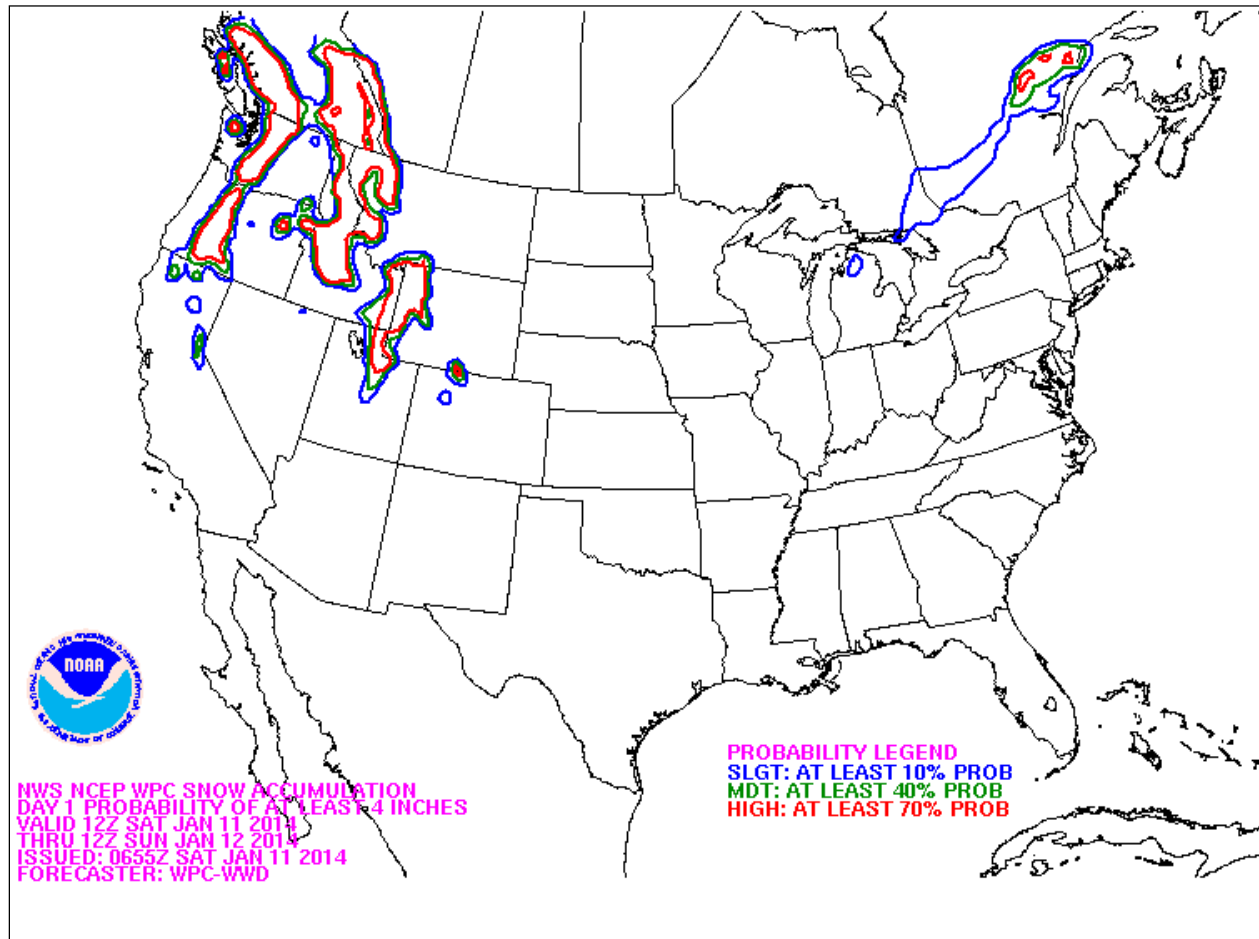 NOAA
PROBABILITY LEGEND
SLGT: AT LEAST 10% PROB
MDT: AT LEAST 40% PROB
HIGH: AT LEAST 70% PROB
NWS NCEP WPC SNOW ACCUMULATION
DAY 1 PROBABILITY OF AT LEAST 4 INCHES
VALID 12Z SAT JAN 11 2014
THRU 12Z SUN JAN 12 2014
ISSUED: 0655Z SAT JAN 11 2014
FORECASTER: WPC-WWD